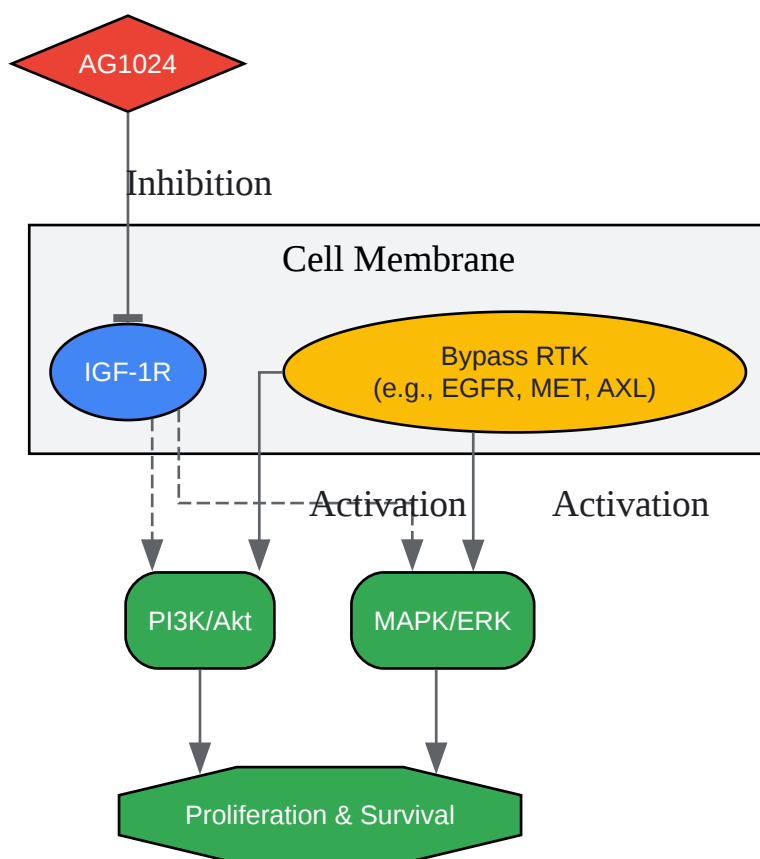 AG1024
Inhibition
Cell Membrane
IGF-1R
Bypass RTK
(e.g., EGFR, MET, AXL)
Activation
Activation
PI3K/Akt
MAPK/ERK
Proliferation & Survival